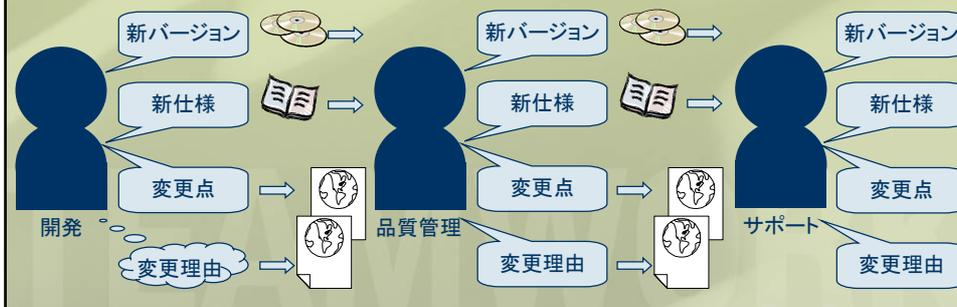 新バージョン
新仕様
変更点
変更理由
開発
新バージョン
新仕様
変更点
変更理由
品質管理
新バージョン
新仕様
変更点
変更理由
サポート
TEAMWORK